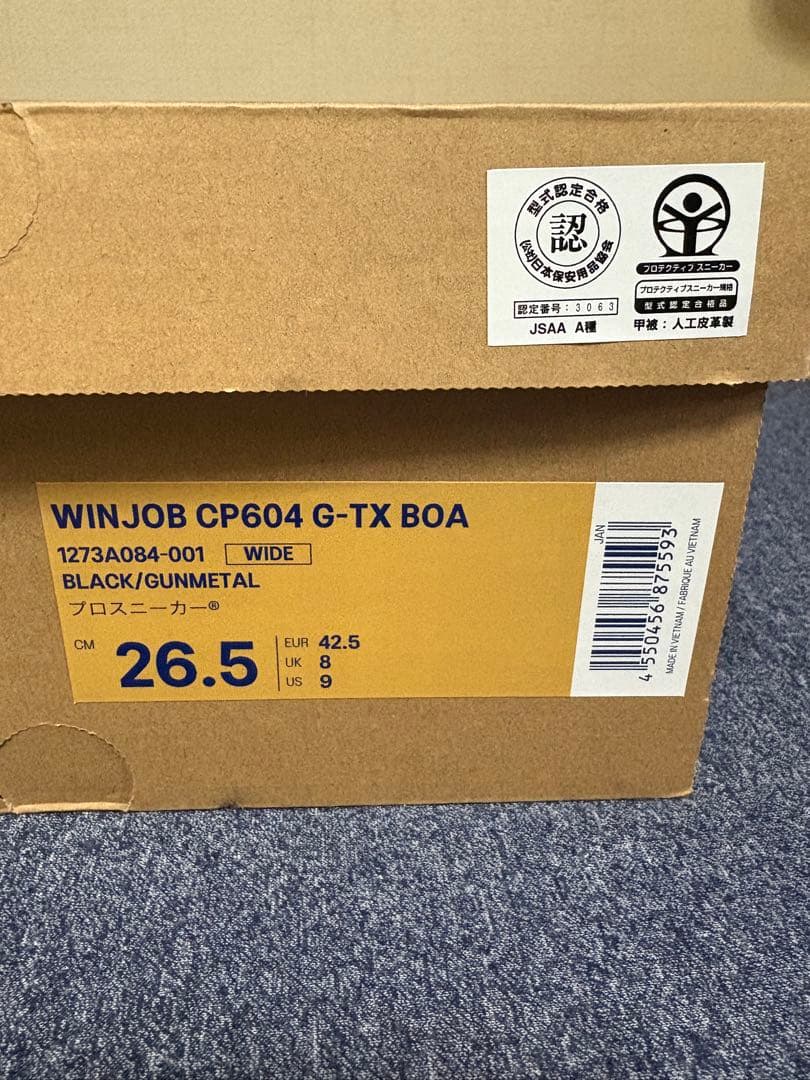 型式認定合格
認
(公社)日本保安用品協会
認定番号:3063
JSAA A種
プロテクティブ スニーカー
プロテクティブスニーカー規格
型式認定合格品
甲被:人工皮革製
WINJOB CP604 G-TX BOA
1273A084-001 WIDE
BLACK/GUNMETAL
プロスニーカー®
CM 26.5
EUR 42.5
UK 8
US 9
JAN
4 550456 875593
MADE IN VIETNAM / FABRIQUE AU VIETNAM